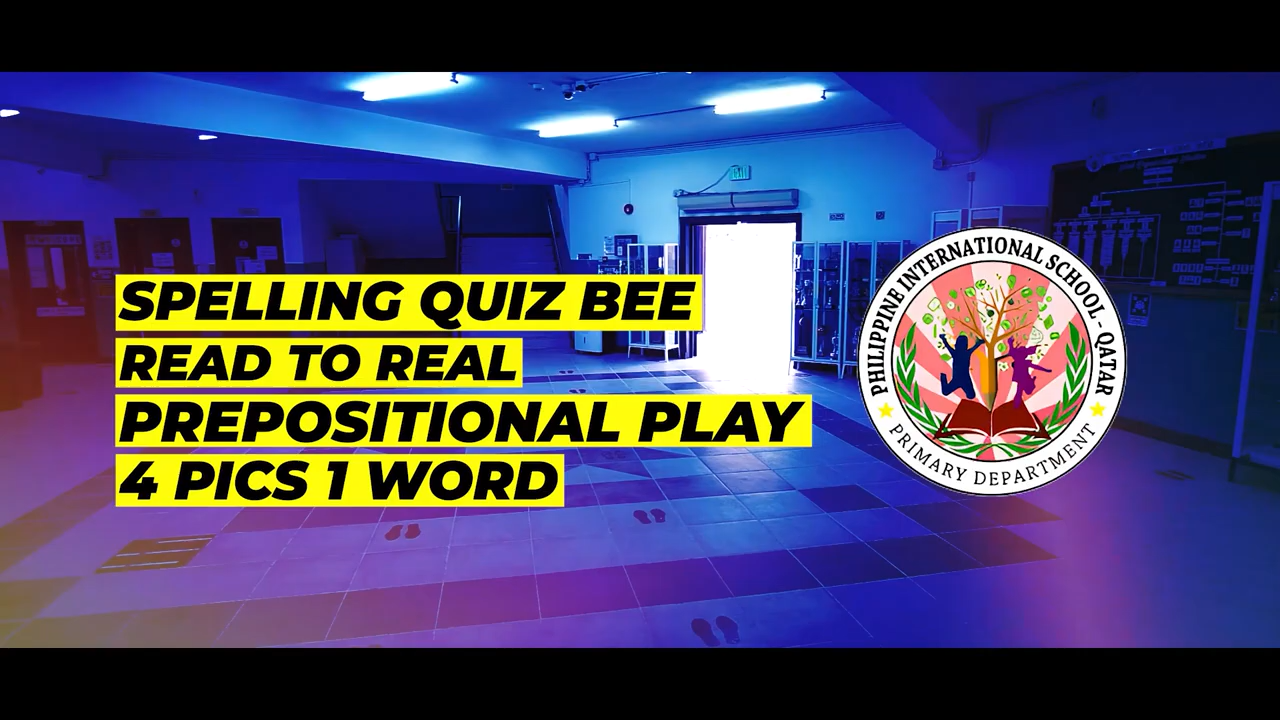 SPELLING QUIZ BEE
READ TO REAL
PREPOSITIONAL PLAY
4 PICS 1 WORD
PHILIPPINE INTERNATIONAL SCHOOL - QATAR
PRIMARY DEPARTMENT